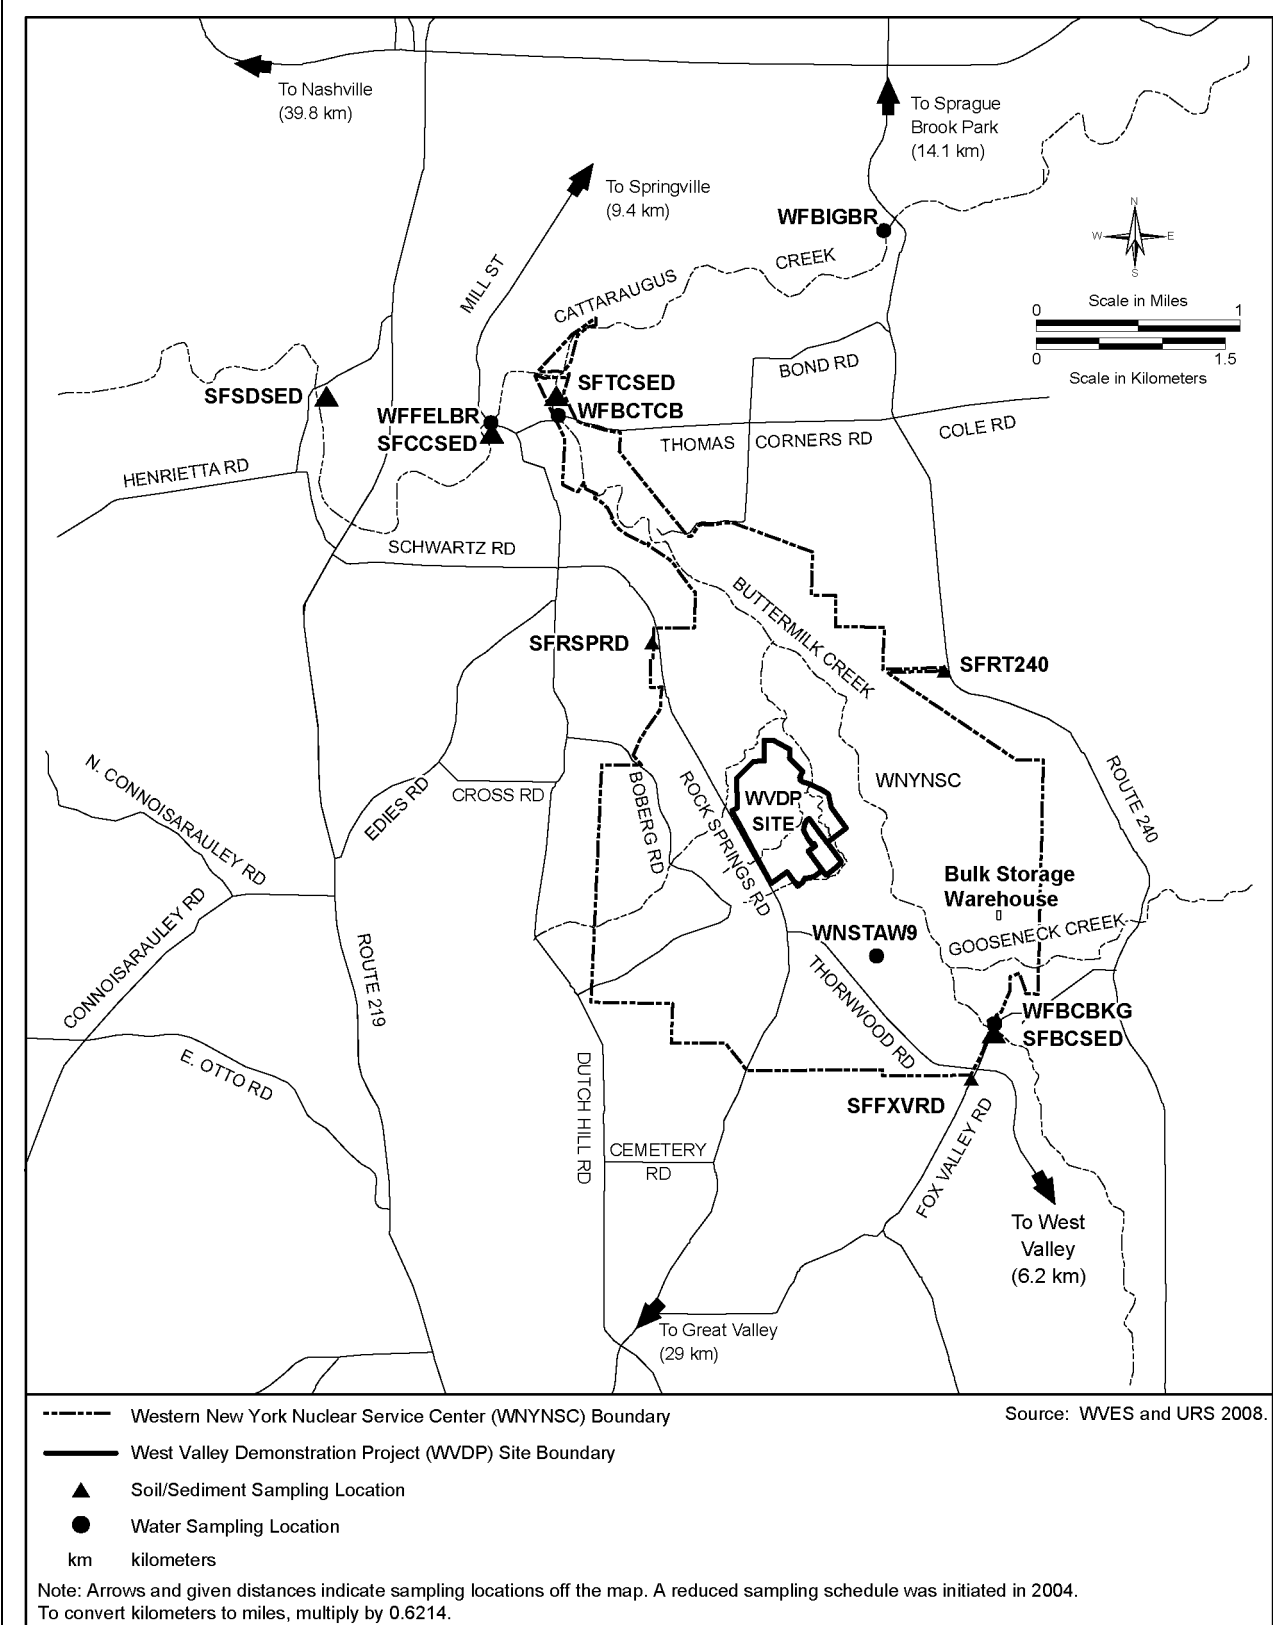 To Nashville
(39.8 km)
To Sprague
Brook Park
(14.1 km)
To Springville
(9.4 km)
WFBIGBR
N
W
E
S
MILL ST
CATTARAUGUS
CREEK
Scale in Miles
0
1
0
1.5
Scale in Kilometers
BOND RD
SFSDSED
SFTCSED
WFBCTCB
WFFELBR
SFCCSED
THOMAS
CORNERS RD
COLE RD
HENRIETTA RD
SCHWARTZ RD
BUTTERMILK CREEK
SFRSPRD
SFRT240
N. CONNOISARAULEY RD
EDIES RD
CROSS RD
BOBERG RD
ROCK SPRINGS RD
WVDP
SITE
WNYNSC
ROUTE 240
Bulk Storage
Warehouse
GOOSENECK CREEK
WNSTAW9
CONNOISARAULEY RD
ROUTE 219
THORNWOOD RD
WFBCBKG
SFBCSED
E. OTTO RD
DUTCH HILL RD
SFFXVRD
CEMETERY
RD
FOX VALLEY RD
To West
Valley
(6.2 km)
To Great Valley
(29 km)
Western New York Nuclear Service Center (WNYNSC) Boundary
Source: WVES and URS 2008.
West Valley Demonstration Project (WVDP) Site Boundary
Soil/Sediment Sampling Location
Water Sampling Location
km kilometers
Note: Arrows and given distances indicate sampling locations off the map. A reduced sampling schedule was initiated in 2004.
To convert kilometers to miles, multiply by 0.6214.